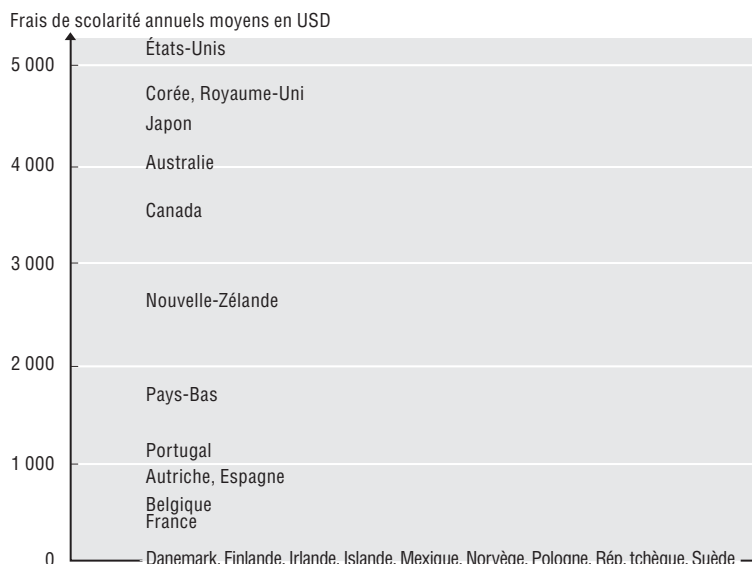 Frais de scolarité annuels moyens en USD
États-Unis
5 000
Corée, Royaume-Uni
Japon
4 000
Australie
Canada
3 000
Nouvelle-Zélande
2 000
Pays-Bas
Portugal
1 000
Autriche, Espagne
Belgique
France
0
Danemark, Finlande, Irlande, Islande, Mexique, Norvège, Pologne, Rép. tchèque, Suède